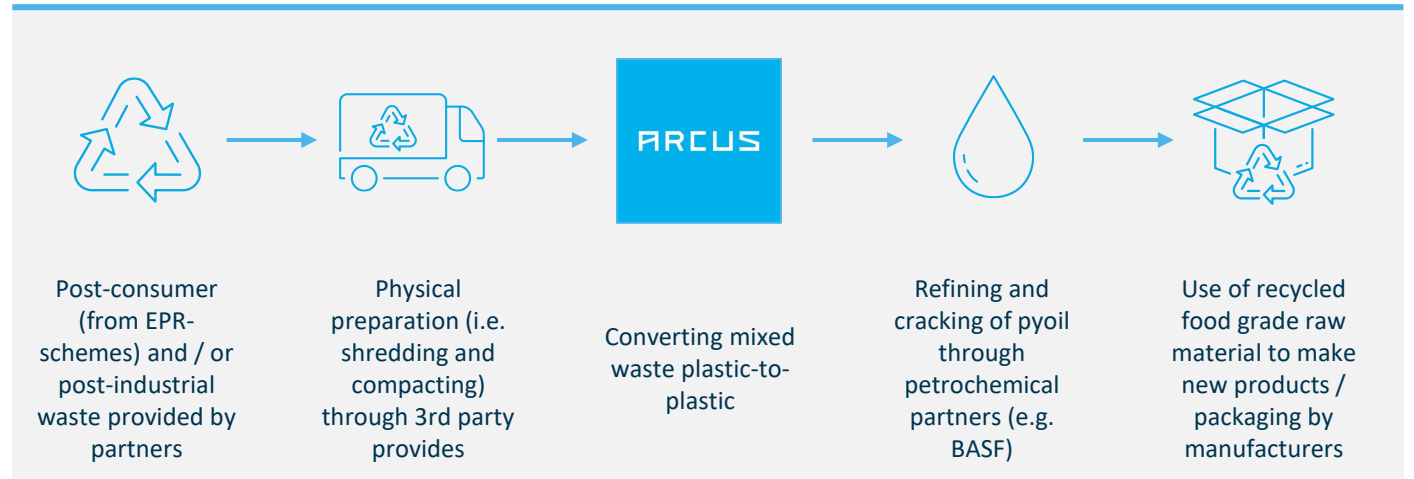 ARCUS
Post-consumer
(from EPR-
schemes) and / or
post-industrial
waste provided by
partners
Physical
preparation (i.e.
shredding and
compacting)
through 3rd party
provides
Converting mixed
waste plastic-to-
plastic
Refining and
cracking of pyoil
through
petrochemical
partners (e.g.
BASF)
Use of recycled
food grade raw
material to make
new products /
packaging by
manufacturers